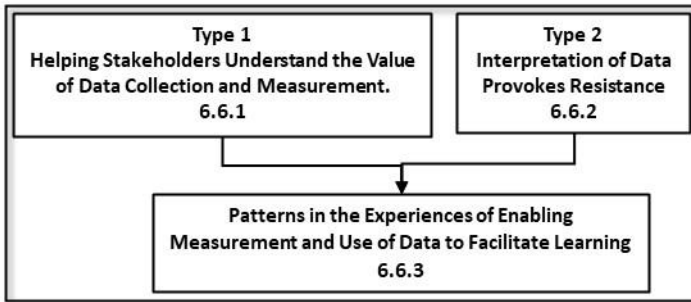 Type 1
Helping Stakeholders Understand the Value
of Data Collection and Measurement.
6.6.1
Type 2
Interpretation of Data
Provokes Resistance
6.6.2
Patterns in the Experiences of Enabling
Measurement and Use of Data to Facilitate Learning
6.6.3